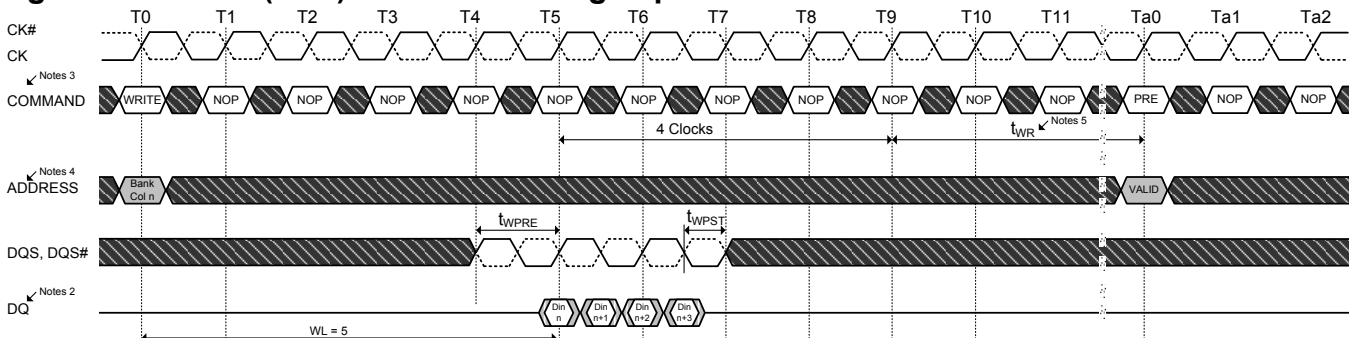 T0 T1 T2 T3 T4 T5 T6 T7 T8 T9 T10 T11 Ta0 Ta1 Ta2
CK#
CK
Notes 3
COMMAND WRITE NOP NOP NOP NOP NOP NOP NOP NOP NOP NOP NOP PRE NOP NOP
4 Clocks tWR Notes 5
Notes 4
ADDRESS Bank Col n VALID
tWPRE tWPST
DQS, DQS#
Notes 2
DQ Din n Din n+1 Din n+2 Din n+3
WL = 5